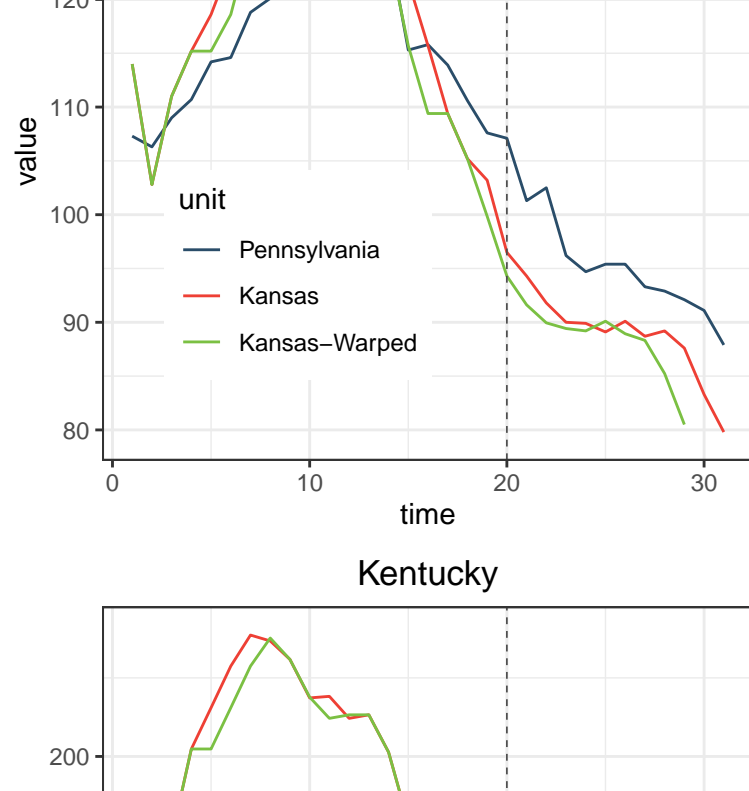 120
110
100
90
80
value
unit
Pennsylvania
Kansas
Kansas−Warped
0 10 20 30
time
Kentucky
200